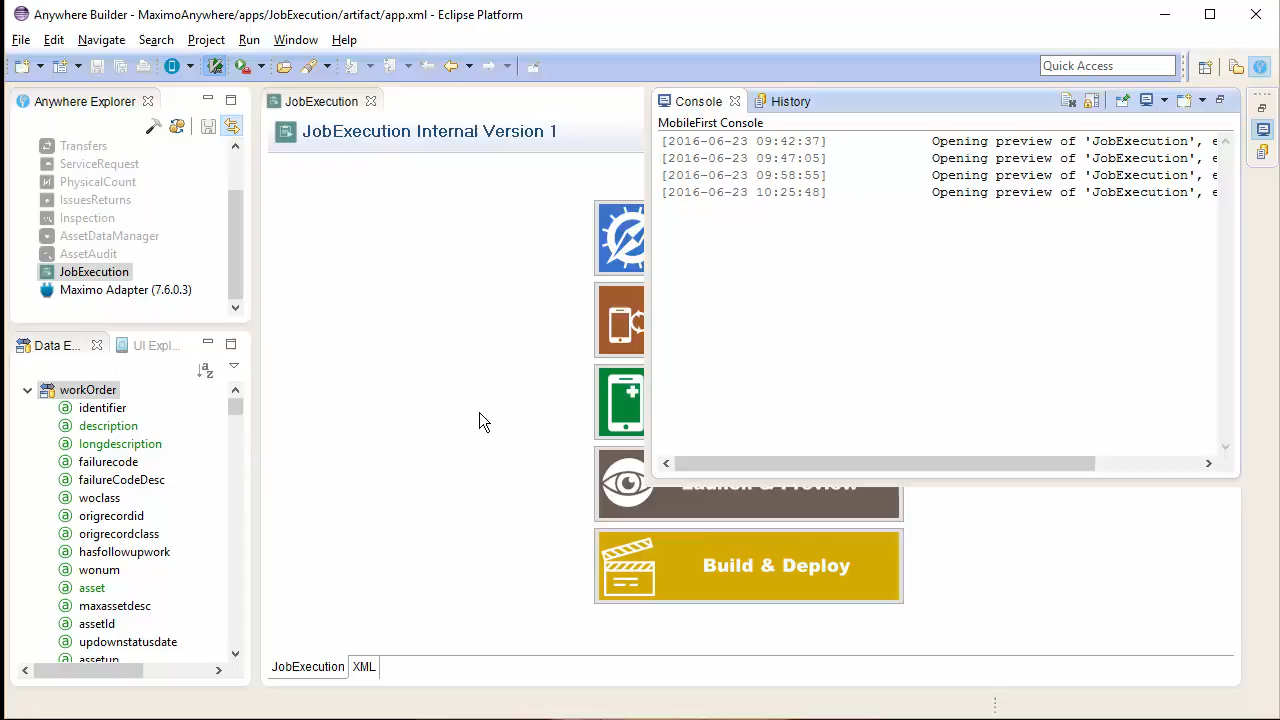 Anywhere Builder - MaximoAnywhere/apps/JobExecution/artifact/app.xml - Eclipse Platform
File Edit Navigate Search Project Run Window Help
Quick Access
Anywhere Explorer
Transfers
ServiceRequest
PhysicalCount
IssuesReturns
Inspection
AssetDataManager
AssetAudit
JobExecution
Maximo Adapter (7.6.0.3)
Data E... UI Expl...
workOrder
identifier
description
longdescription
failurecode
failureCodeDesc
woclass
origrecordid
origrecordclass
hasfollowupwork
wonum
asset
maxassetdesc
assetId
updownstatusdate
assetup
JobExecution
JobExecution Internal Version 1
Launch & Preview
Build & Deploy
JobExecution XML
Console History
MobileFirst Console
[2016-06-23 09:42:37] Opening preview of 'JobExecution', e
[2016-06-23 09:47:05] Opening preview of 'JobExecution', e
[2016-06-23 09:58:55] Opening preview of 'JobExecution', e
[2016-06-23 10:25:48] Opening preview of 'JobExecution', e